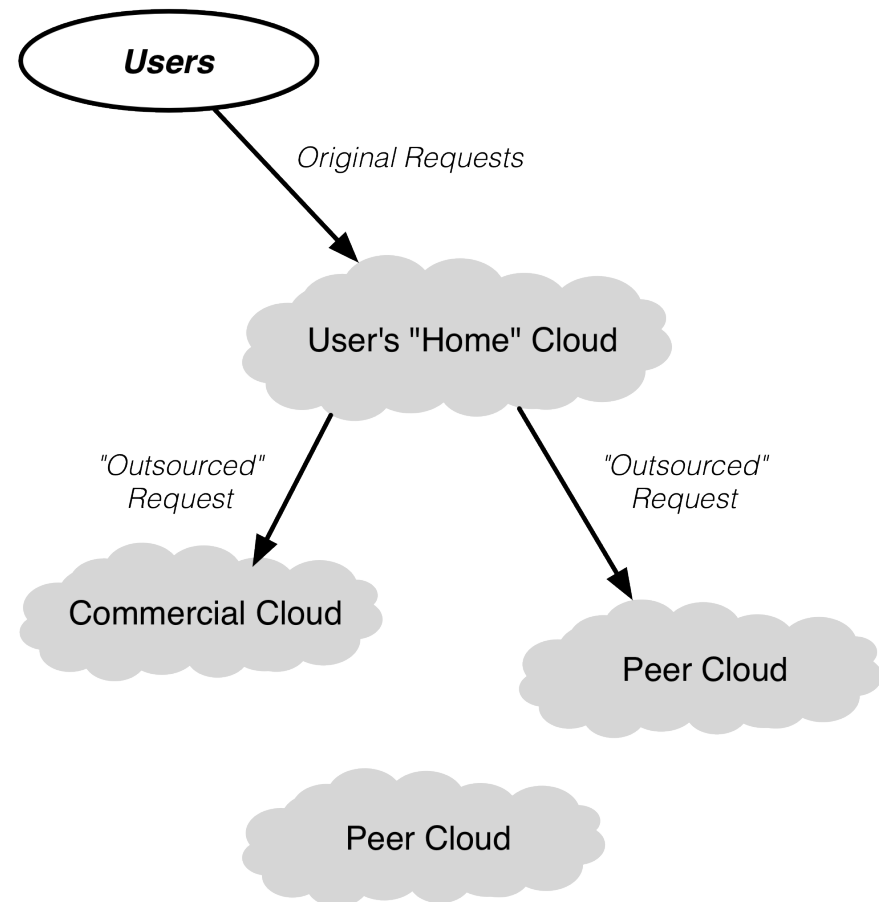 Users
Original Requests
User's "Home" Cloud
"Outsourced"
Request
"Outsourced"
Request
Commercial Cloud
Peer Cloud
Peer Cloud